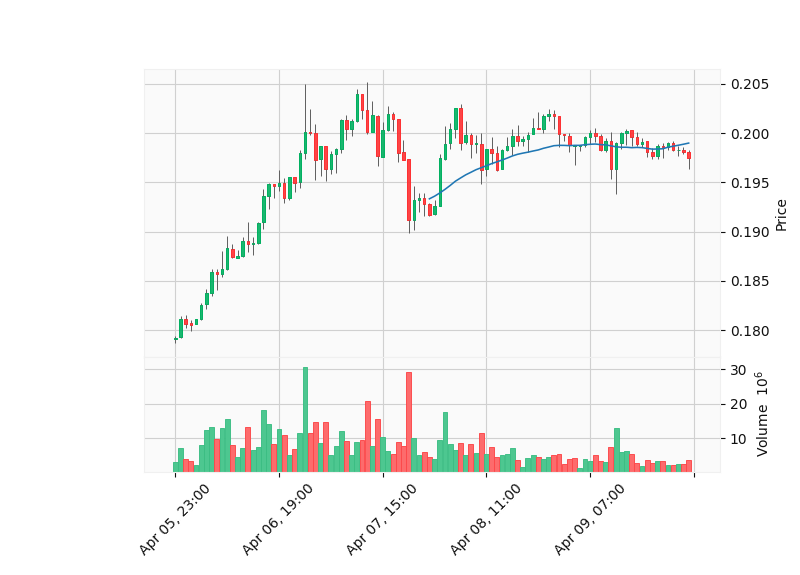 0.205
0.200
0.195
0.190
0.185
0.180
Price
30
20
10
Volume 10^6
Apr 05, 23:00
Apr 06, 19:00
Apr 07, 15:00
Apr 08, 11:00
Apr 09, 07:00